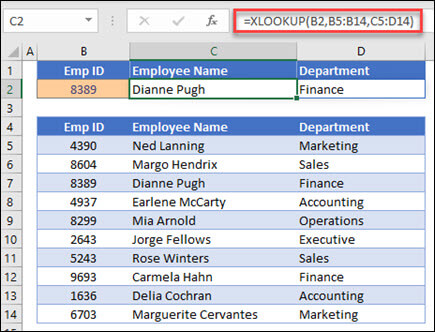 C2 fx =XLOOKUP(B2,B5:B14,C5:D14)
A B C D
1 Emp ID Employee Name Department
2 8389 Dianne Pugh Finance
3
4 Emp ID Employee Name Department
5 4390 Ned Lanning Marketing
6 8604 Margo Hendrix Sales
7 8389 Dianne Pugh Finance
8 4937 Earlene McCarty Accounting
9 8299 Mia Arnold Operations
10 2643 Jorge Fellows Executive
11 5243 Rose Winters Sales
12 9693 Carmela Hahn Finance
13 1636 Delia Cochran Accounting
14 6703 Marguerite Cervantes Marketing